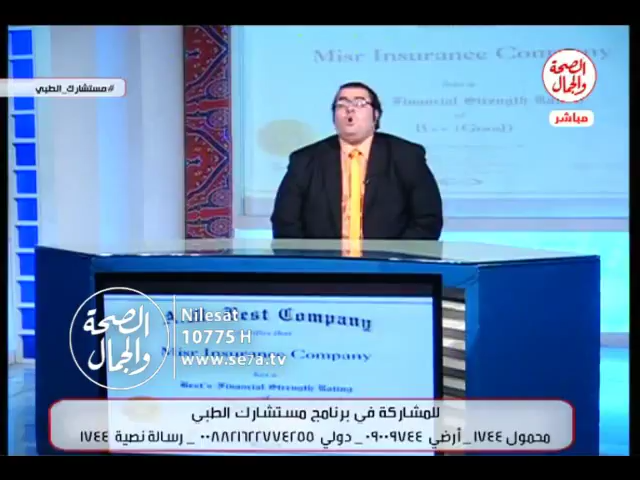 Misr Insurance Company
Financial Strength
B++ (Good)
الصحة
والجمال
مباشر
#مستشارك_الطبي
Best Company
Misr Insurance Company
Best's Financial Strength Rating
الصحة
والجمال
Nilesat
10775 H
www.se7a.tv
للمشاركة في برنامج مستشارك الطبي
محمول ١٧٤٤ _ أرضي ٠٩٠٠٩٧٤٤ _ دولي ٠٠٨٨٢١٦٢٢٧٧٤٢٥٥ _ رسالة نصية ١٧٤٤